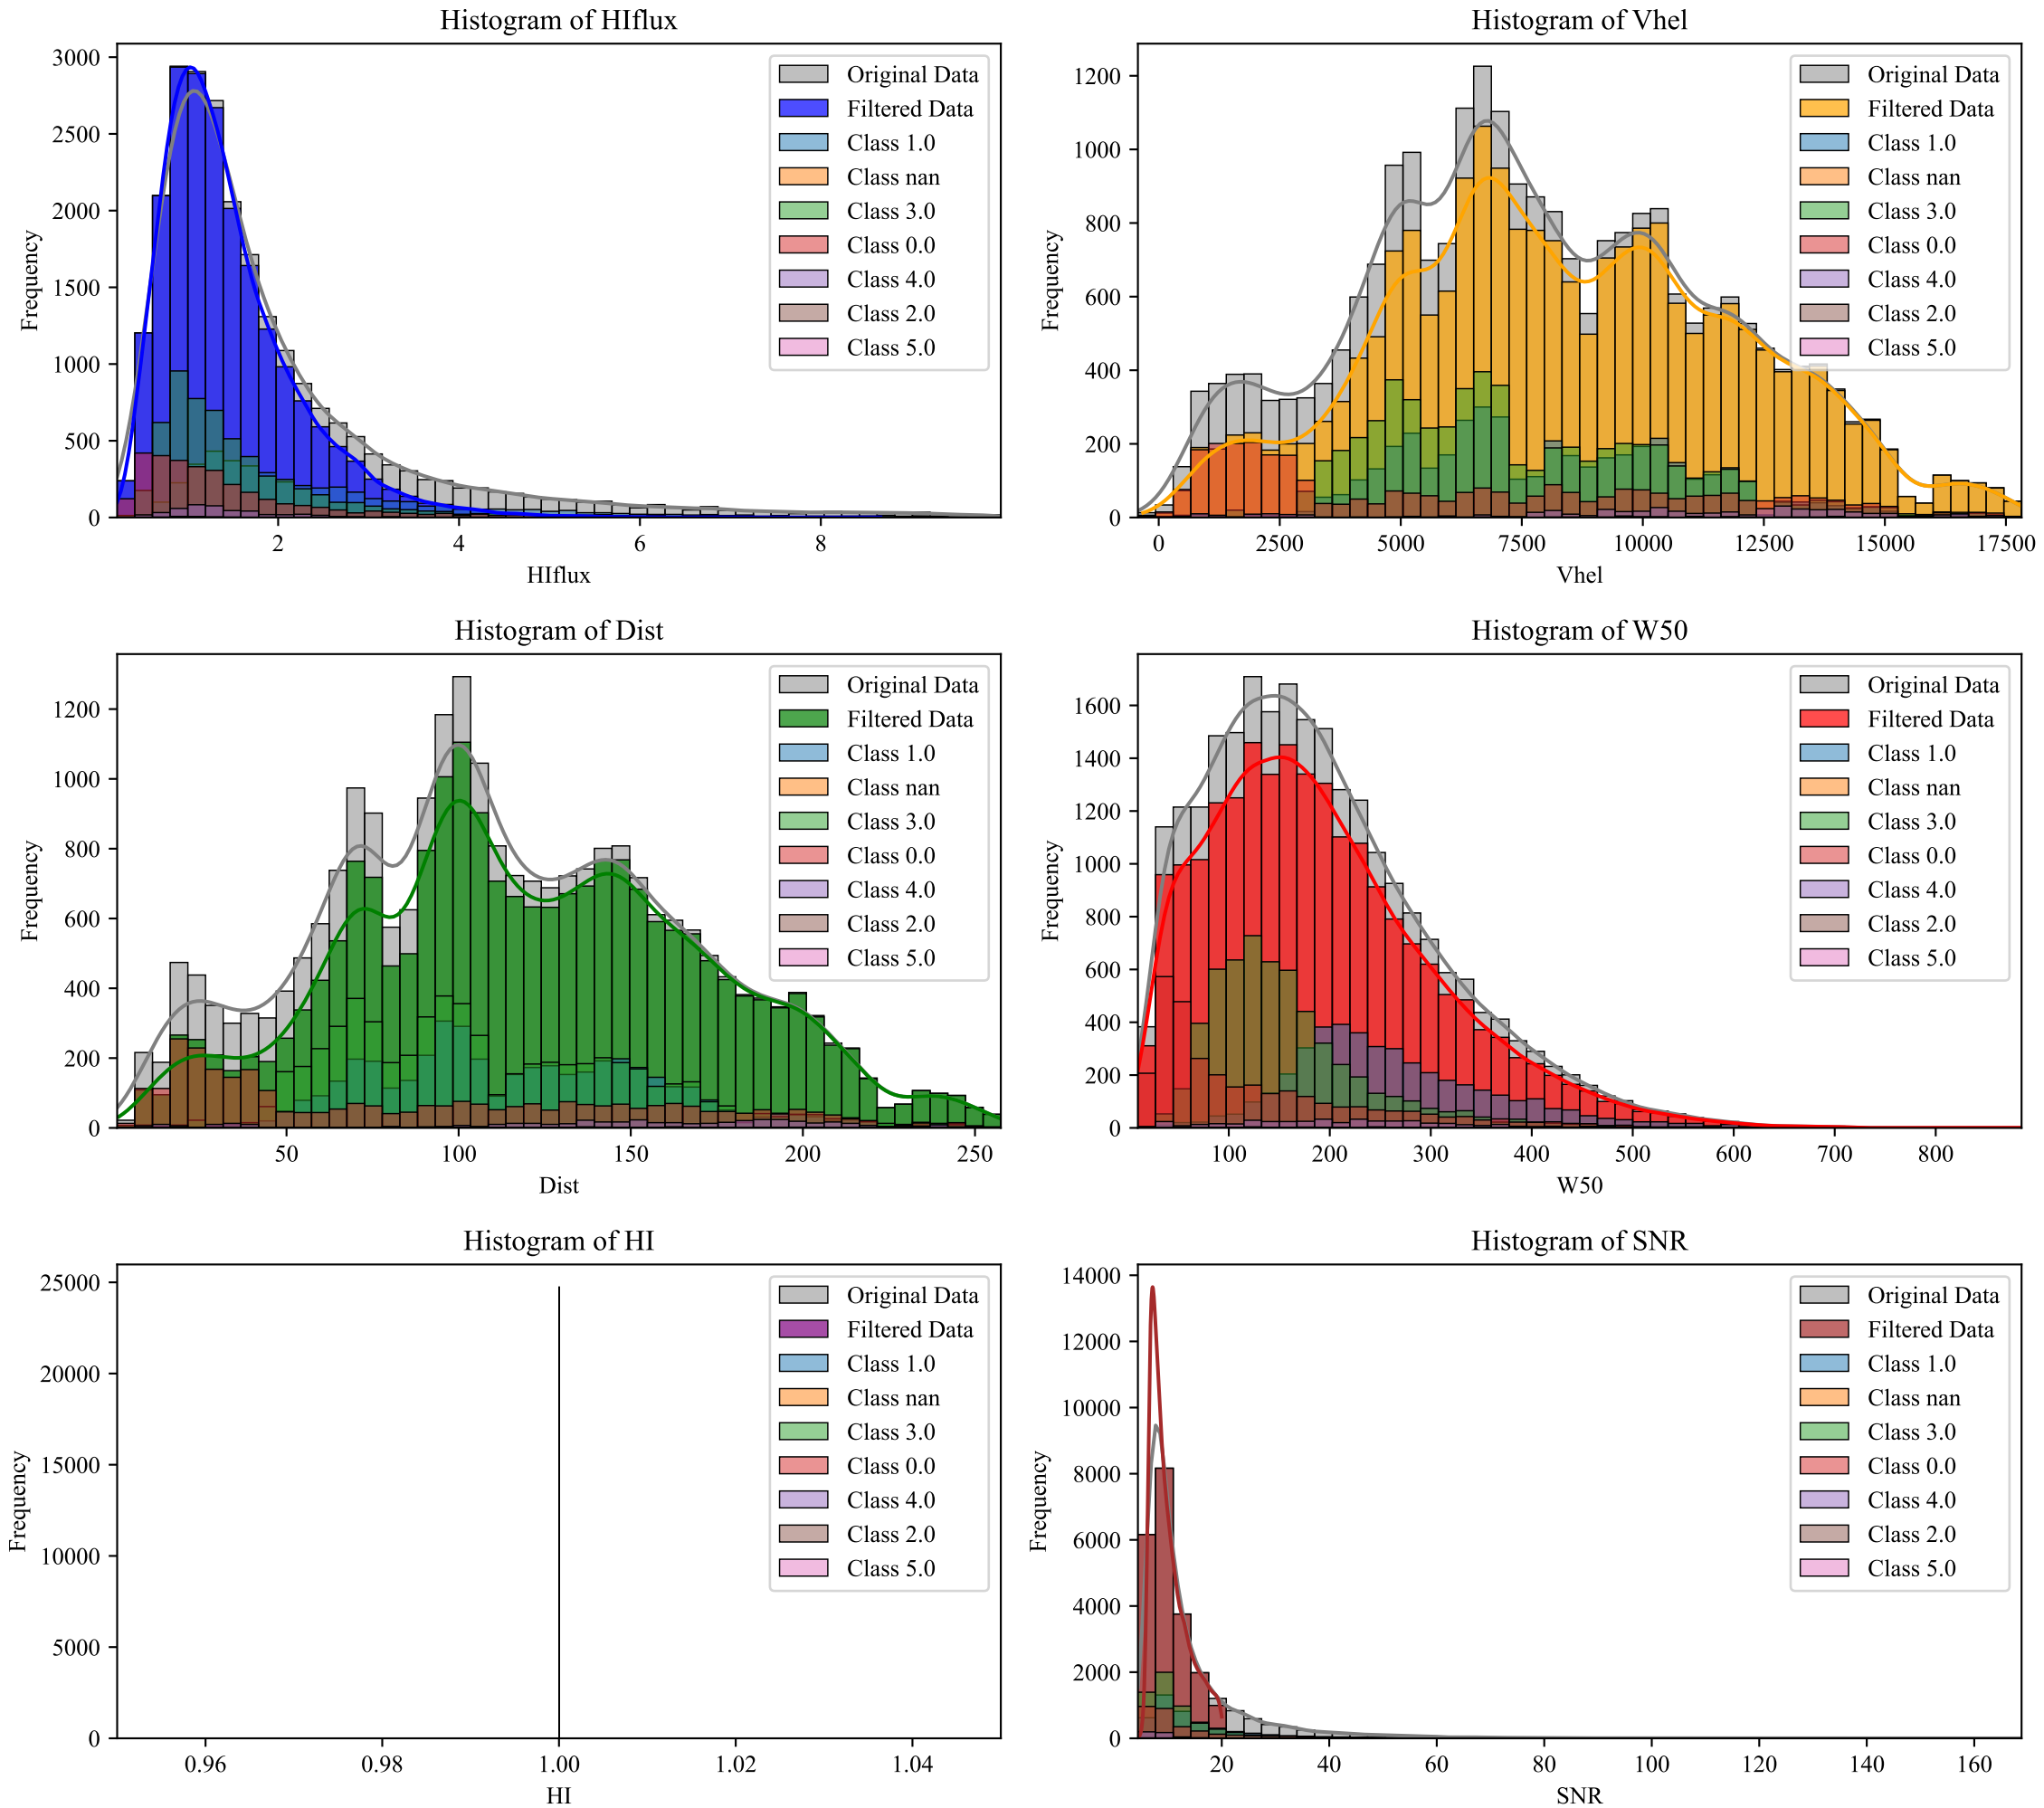 Histogram of HIflux
3000
2500
2000
1500
1000
500
0
Frequency
2 4 6 8
HIflux
Original Data
Filtered Data
Class 1.0
Class nan
Class 3.0
Class 0.0
Class 4.0
Class 2.0
Class 5.0
Histogram of Vhel
1200
1000
800
600
400
200
0
Frequency
0 2500 5000 7500 10000 12500 15000 17500
Vhel
Original Data
Filtered Data
Class 1.0
Class nan
Class 3.0
Class 0.0
Class 4.0
Class 2.0
Class 5.0
Histogram of Dist
1200
1000
800
600
400
200
0
Frequency
50 100 150 200 250
Dist
Original Data
Filtered Data
Class 1.0
Class nan
Class 3.0
Class 0.0
Class 4.0
Class 2.0
Class 5.0
Histogram of W50
1600
1400
1200
1000
800
600
400
200
0
Frequency
100 200 300 400 500 600 700 800
W50
Original Data
Filtered Data
Class 1.0
Class nan
Class 3.0
Class 0.0
Class 4.0
Class 2.0
Class 5.0
Histogram of HI
25000
20000
15000
10000
5000
0
Frequency
0.96 0.98 1.00 1.02 1.04
HI
Original Data
Filtered Data
Class 1.0
Class nan
Class 3.0
Class 0.0
Class 4.0
Class 2.0
Class 5.0
Histogram of SNR
14000
12000
10000
8000
6000
4000
2000
0
Frequency
20 40 60 80 100 120 140 160
SNR
Original Data
Filtered Data
Class 1.0
Class nan
Class 3.0
Class 0.0
Class 4.0
Class 2.0
Class 5.0